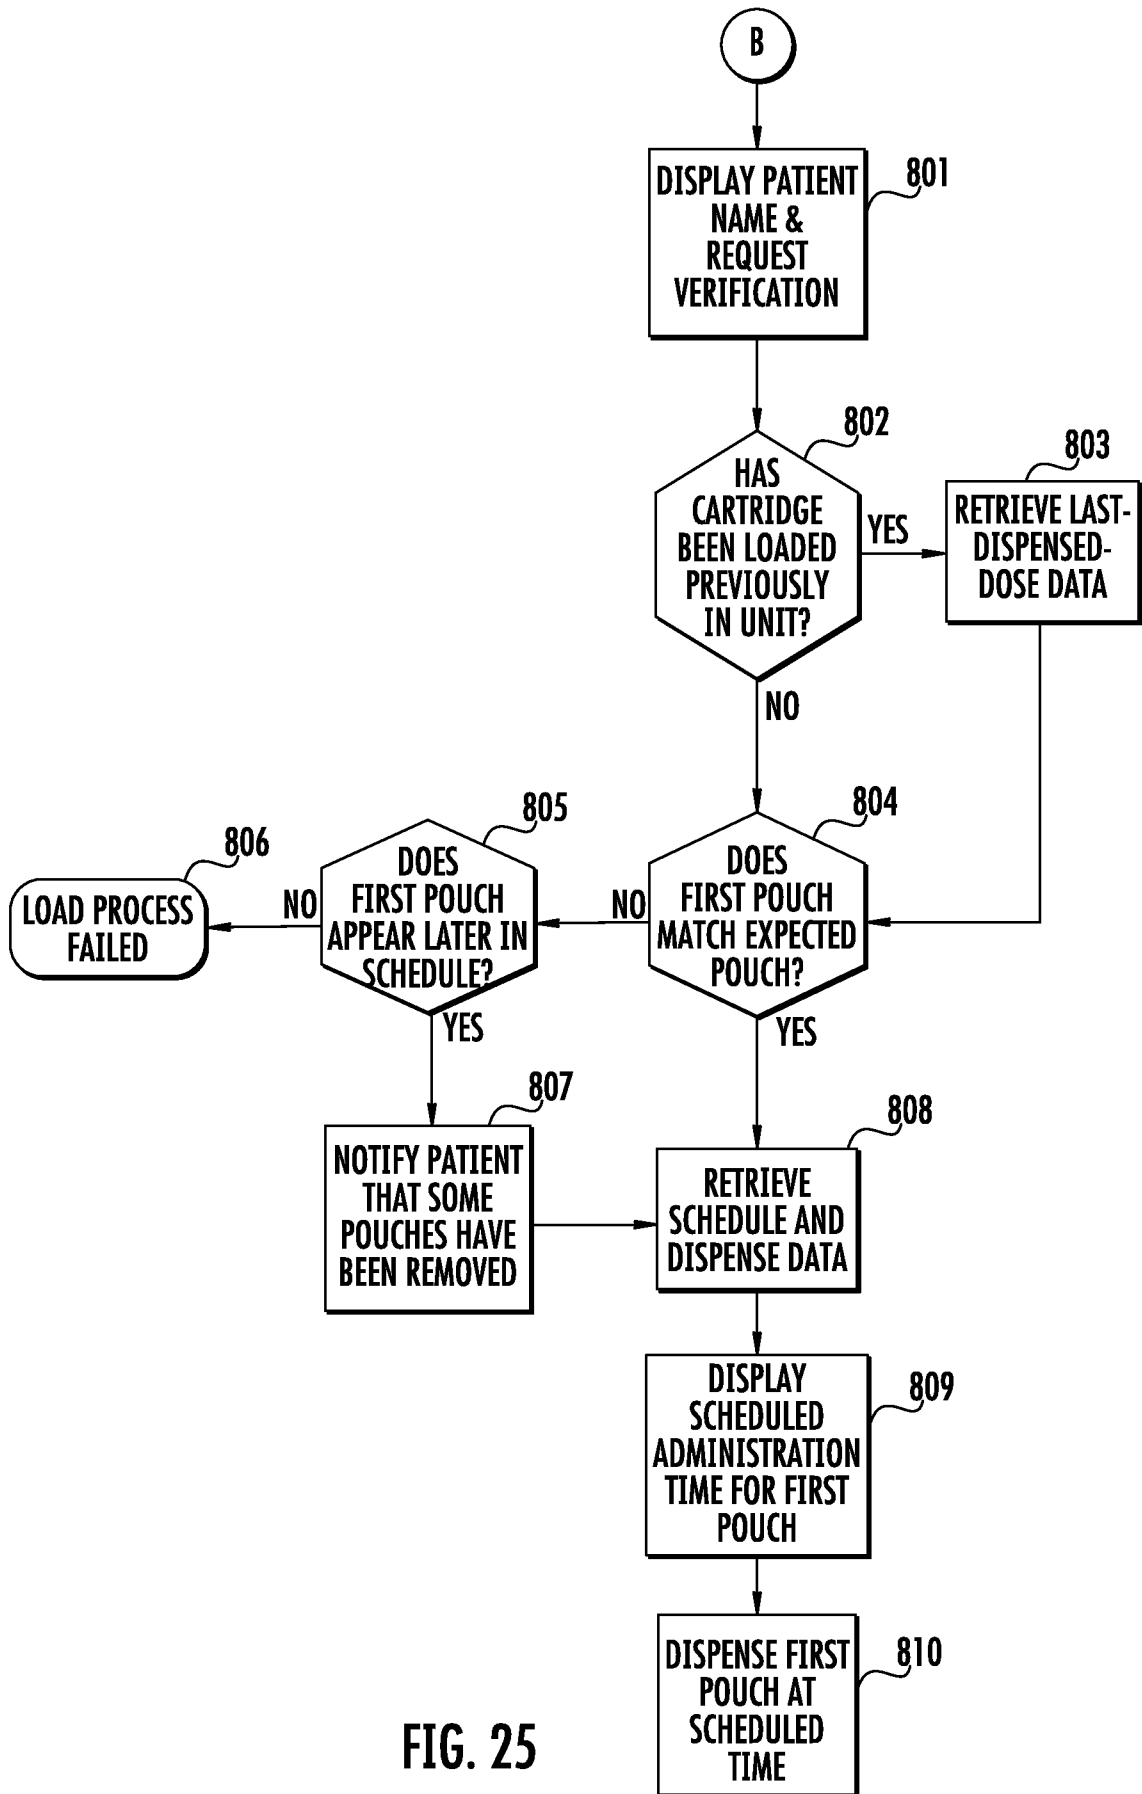 B
801
DISPLAY PATIENT
NAME &
REQUEST
VERIFICATION
802
HAS
CARTRIDGE
BEEN LOADED
PREVIOUSLY
IN UNIT?
YES
803
RETRIEVE LAST-
DISPENSED-
DOSE DATA
NO
804
DOES
FIRST POUCH
MATCH EXPECTED
POUCH?
NO
805
DOES
FIRST POUCH
APPEAR LATER IN
SCHEDULE?
NO
806
LOAD PROCESS
FAILED
YES
YES
807
NOTIFY PATIENT
THAT SOME
POUCHES HAVE
BEEN REMOVED
808
RETRIEVE
SCHEDULE AND
DISPENSE DATA
809
DISPLAY
SCHEDULED
ADMINISTRATION
TIME FOR FIRST
POUCH
810
DISPENSE FIRST
POUCH AT
SCHEDULED
TIME
FIG. 25